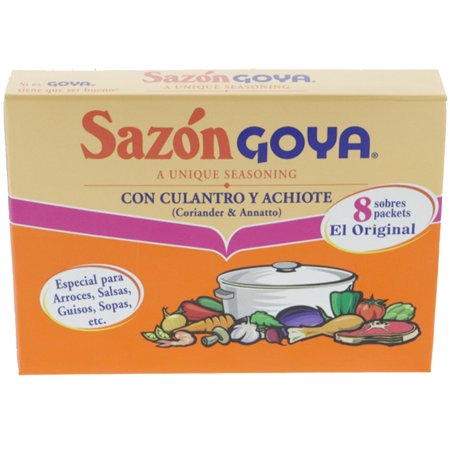 Si es GOYA®
tiene que ser bueno®
Sazón GOYA®
A UNIQUE SEASONING
Sazón GOYA®
A UNIQUE SEASONING
CON CULANTRO Y ACHIOTE
(Coriander & Annatto)
8 sobres
packets
El Original
Especial para
Arroces, Salsas,
Guisos, Sopas,
etc.